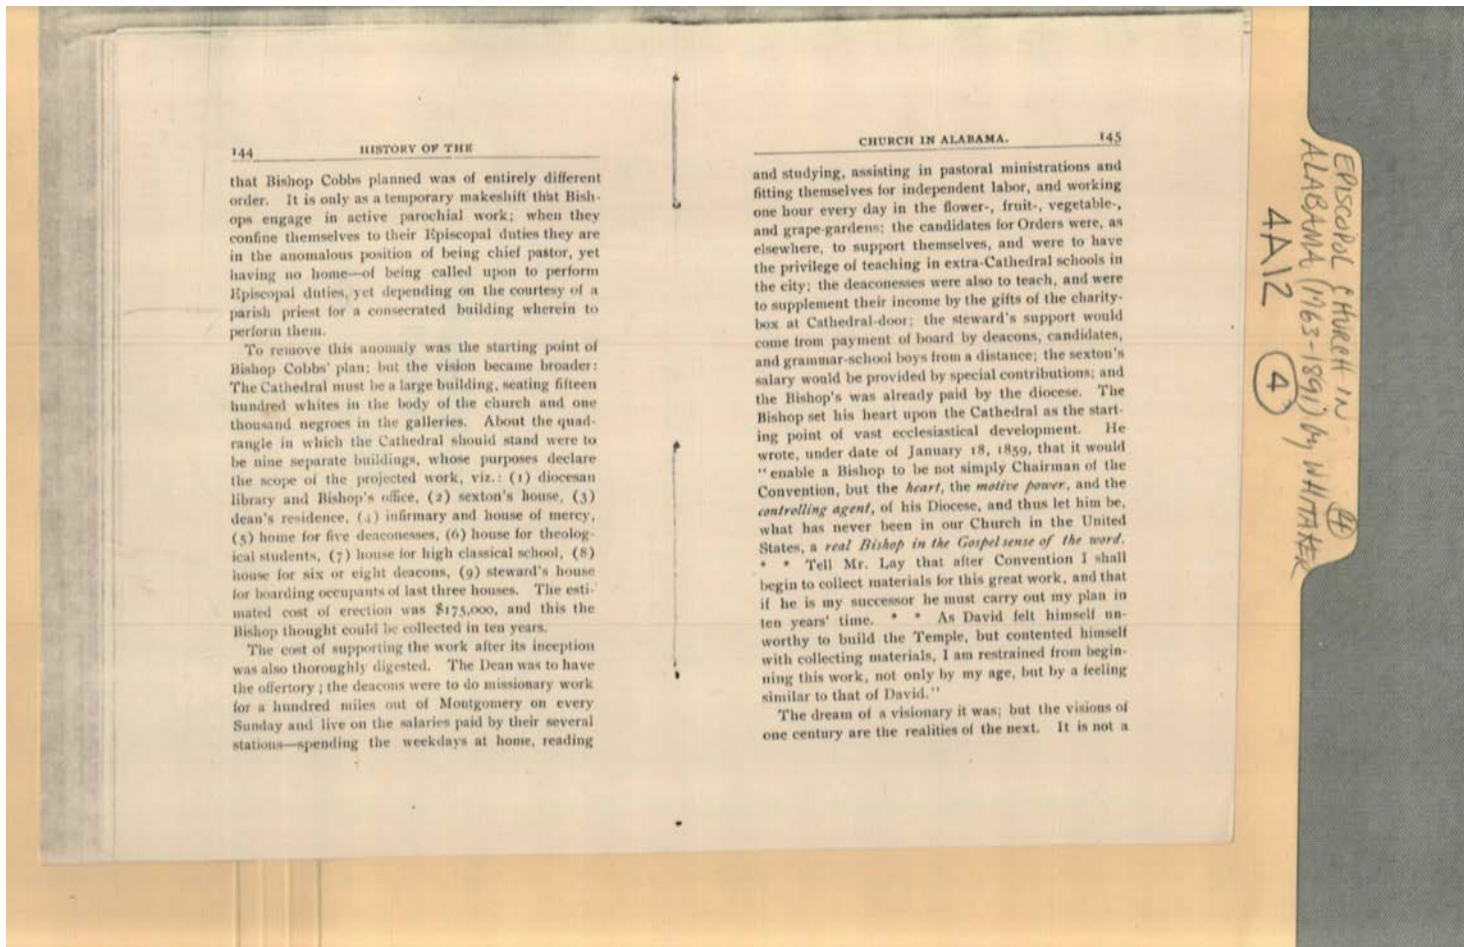 144 HISTORY OF THE
that Bishop Cobbs planned was of entirely different
order. It is only as a temporary makeshift that Bish-
ops engage in active parochial work; when they
confine themselves to their Episcopal duties they are
in the anomalous position of being chief pastor, yet
having no home—of being called upon to perform
Episcopal duties, yet depending on the courtesy of a
parish priest for a consecrated building wherein to
perform them.
To remove this anomaly was the starting point of
Bishop Cobbs' plan; but the vision became broader:
The Cathedral must be a large building, seating fifteen
hundred whites in the body of the church and one
thousand negroes in the galleries. About the quad-
rangle in which the Cathedral should stand were to
be nine separate buildings, whose purposes declare
the scope of the projected work, viz.: (1) diocesan
library and Bishop's office, (2) sexton's house, (3)
dean's residence, (4) infirmary and house of mercy,
(5) home for five deaconesses, (6) house for theolog-
ical students, (7) house for high classical school, (8)
house for six or eight deacons, (9) steward's house
for boarding occupants of last three houses. The esti-
mated cost of erection was $175,000, and this the
Bishop thought could be collected in ten years.
The cost of supporting the work after its inception
was also thoroughly digested. The Dean was to have
the offertory; the deacons were to do missionary work
for a hundred miles out of Montgomery on every
Sunday and live on the salaries paid by their several
stations—spending the weekdays at home, reading
CHURCH IN ALABAMA. 145
and studying, assisting in pastoral ministrations and
fitting themselves for independent labor, and working
one hour every day in the flower-, fruit-, vegetable-,
and grape-gardens; the candidates for Orders were, as
elsewhere, to support themselves, and were to have
the privilege of teaching in extra-Cathedral schools in
the city; the deaconesses were also to teach, and were
to supplement their income by the gifts of the charity-
box at Cathedral-door; the steward's support would
come from payment of board by deacons, candidates,
and grammar-school boys from a distance; the sexton's
salary would be provided by special contributions; and
the Bishop's was already paid by the diocese. The
Bishop set his heart upon the Cathedral as the start-
ing point of vast ecclesiastical development. He
wrote, under date of January 18, 1859, that it would
"enable a Bishop to be not simply Chairman of the
Convention, but the heart, the motive power, and the
controlling agent, of his Diocese, and thus let him be,
what has never been in our Church in the United
States, a real Bishop in the Gospel sense of the word.
* * Tell Mr. Lay that after Convention I shall
begin to collect materials for this great work, and that
if he is my successor he must carry out my plan in
ten years' time. * * As David felt himself un-
worthy to build the Temple, but contented himself
with collecting materials, I am restrained from begin-
ning this work, not only by my age, but by a feeling
similar to that of David."
The dream of a visionary it was; but the visions of
one century are the realities of the next. It is not a
EPISCOPOL CHURCH IN
ALABAMA (1763-1891) by WHITAKER
4A12 4